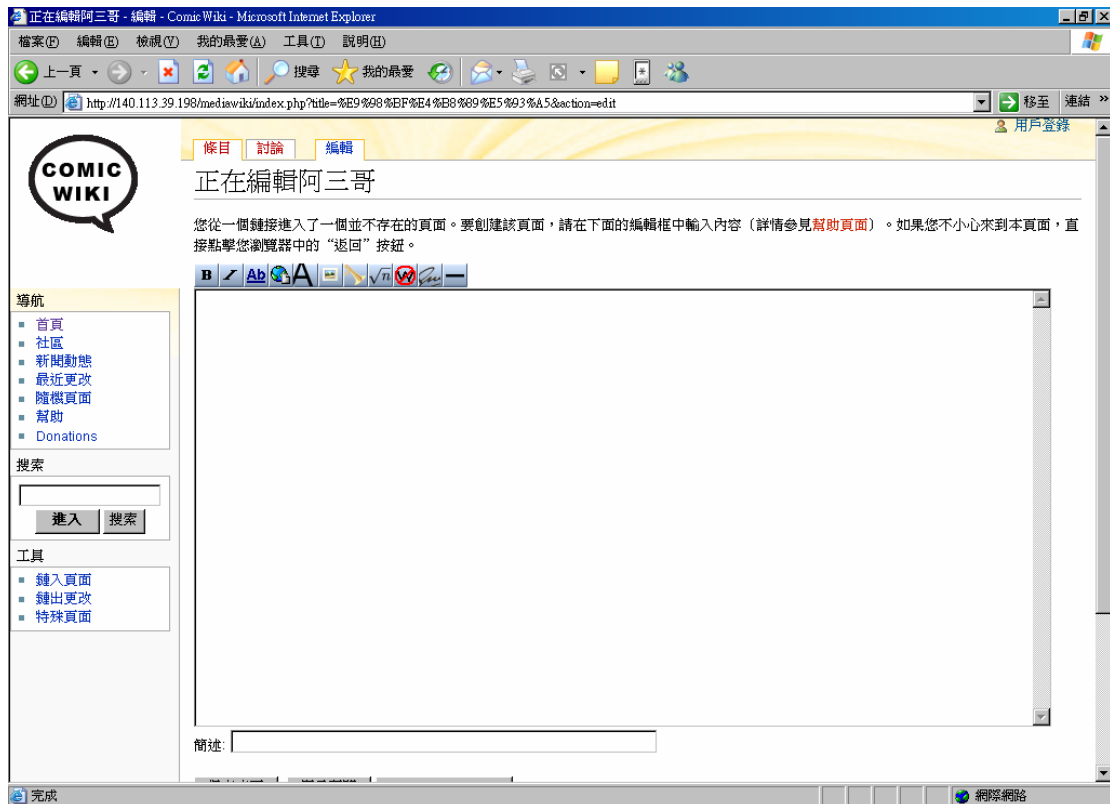 正在編輯阿三哥 - 編輯 - Comic Wiki - Microsoft Internet Explorer
檔案(F) 編輯(E) 檢視(V) 我的最愛(A) 工具(T) 說明(H)
上一頁 搜尋 我的最愛
網址(D) http://140.113.39.198/mediawiki/index.php?title=%E9%98%BF%E4%B8%89%E5%93%A5&action=edit 移至 連結 »
用戶登錄
條目 討論 編輯
COMIC
WIKI
正在編輯阿三哥
您從一個鏈接進入了一個並不存在的頁面。要創建該頁面,請在下面的編輯框中輸入內容〔詳情參見幫助頁面〕。如果您不小心來到本頁面,直
接點擊您瀏覽器中的“返回”按鈕。
B I Ab A √n W
導航
首頁
社區
新聞動態
最近更改
隨機頁面
幫助
Donations
搜索
進入 搜索
工具
鏈入頁面
鏈出更改
特殊頁面
簡述:
完成 網際網路